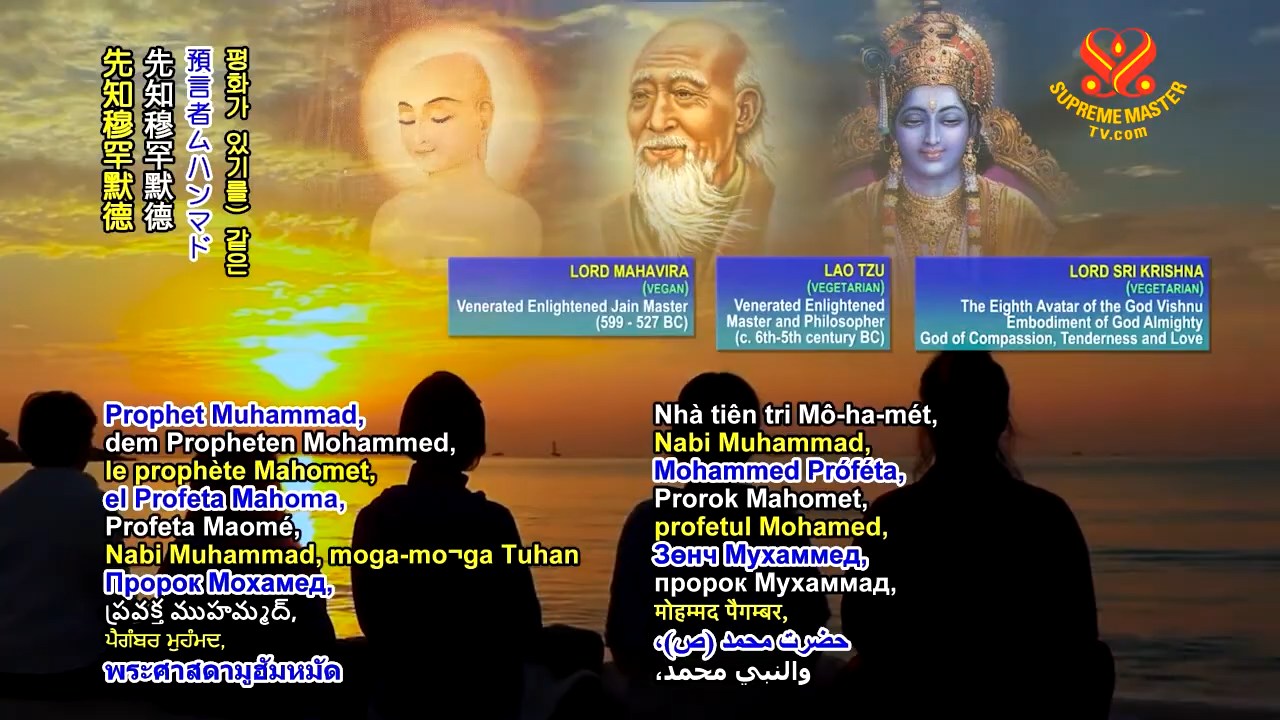 先知穆罕默德
先知穆罕默德
預言者ムハンマド
평화가 있기를) 같은
SUPREME MASTER
TV.com
LORD MAHAVIRA
(VEGAN)
Venerated Enlightened Jain Master
(599 - 527 BC)
LAO TZU
(VEGETARIAN)
Venerated Enlightened
Master and Philosopher
(c. 6th-5th century BC)
LORD SRI KRISHNA
(VEGETARIAN)
The Eighth Avatar of the God Vishnu
Embodiment of God Almighty
God of Compassion, Tenderness and Love
Prophet Muhammad,
dem Propheten Mohammed,
le prophète Mahomet,
el Profeta Mahoma,
Profeta Maomé,
Nabi Muhammad, moga-mo¬ga Tuhan
Пророк Мохамед,
ప్రవక్త ముహమ్మద్,
ਪੈਗੰਬਰ ਮੁਹੰਮਦ,
พระศาสดามูฮัมหมัด
Nhà tiên tri Mô-ha-mét,
Nabi Muhammad,
Mohammed Próféta,
Prorok Mahomet,
profetul Mohamed,
Зөнч Мухаммед,
пророк Мухаммад,
मोहम्मद पैगम्बर,
حضرت محمد (ص)،
والنبي محمد،